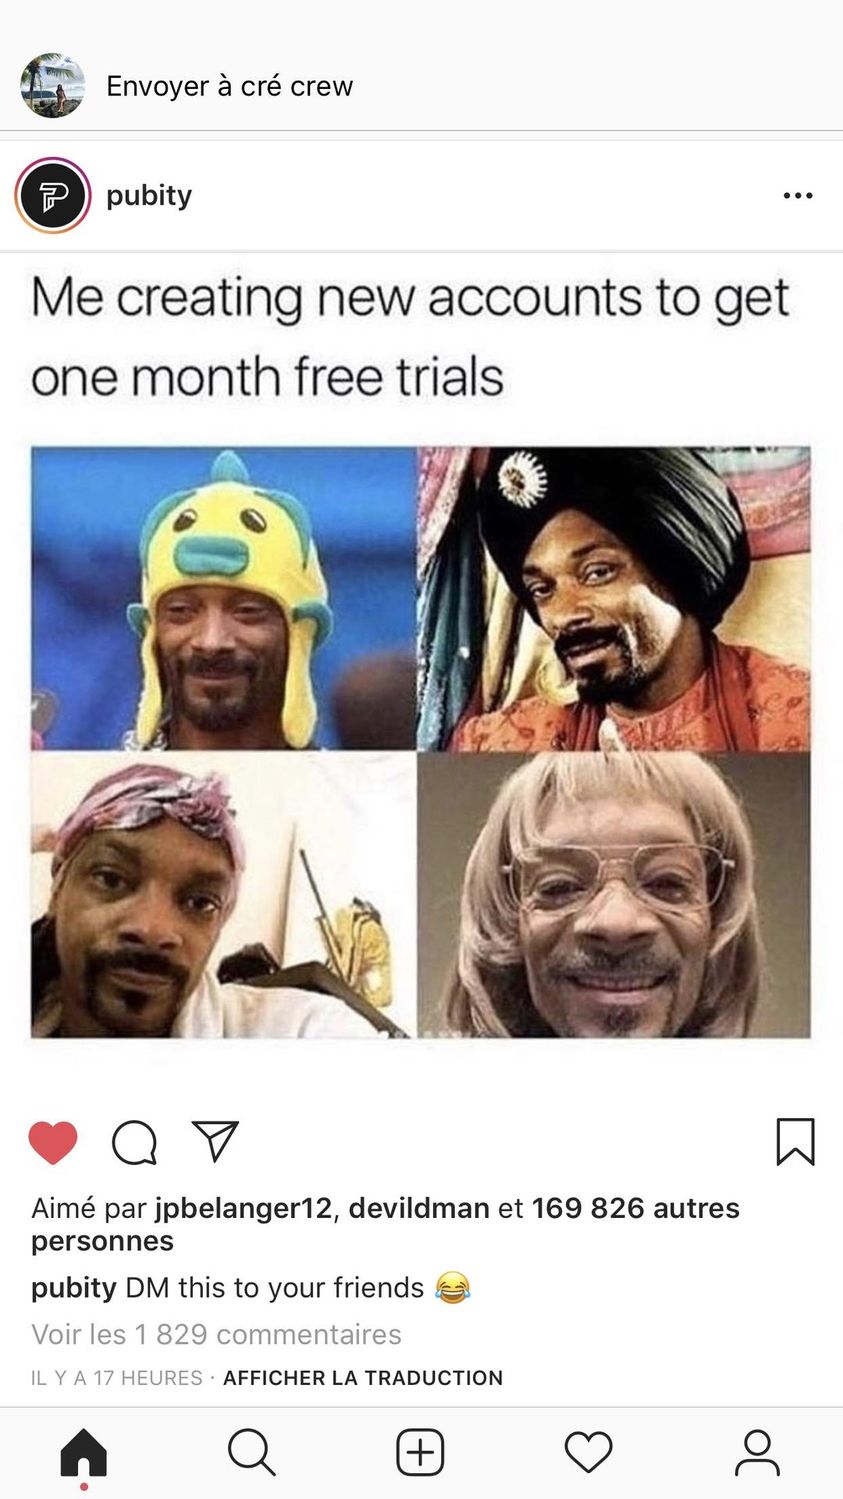 Envoyer à cré crew
pubity
Me creating new accounts to get
one month free trials
Aimé par jpbelanger12, devildman et 169 826 autres
personnes
pubity DM this to your friends 😂
Voir les 1 829 commentaires
IL Y A 17 HEURES · AFFICHER LA TRADUCTION